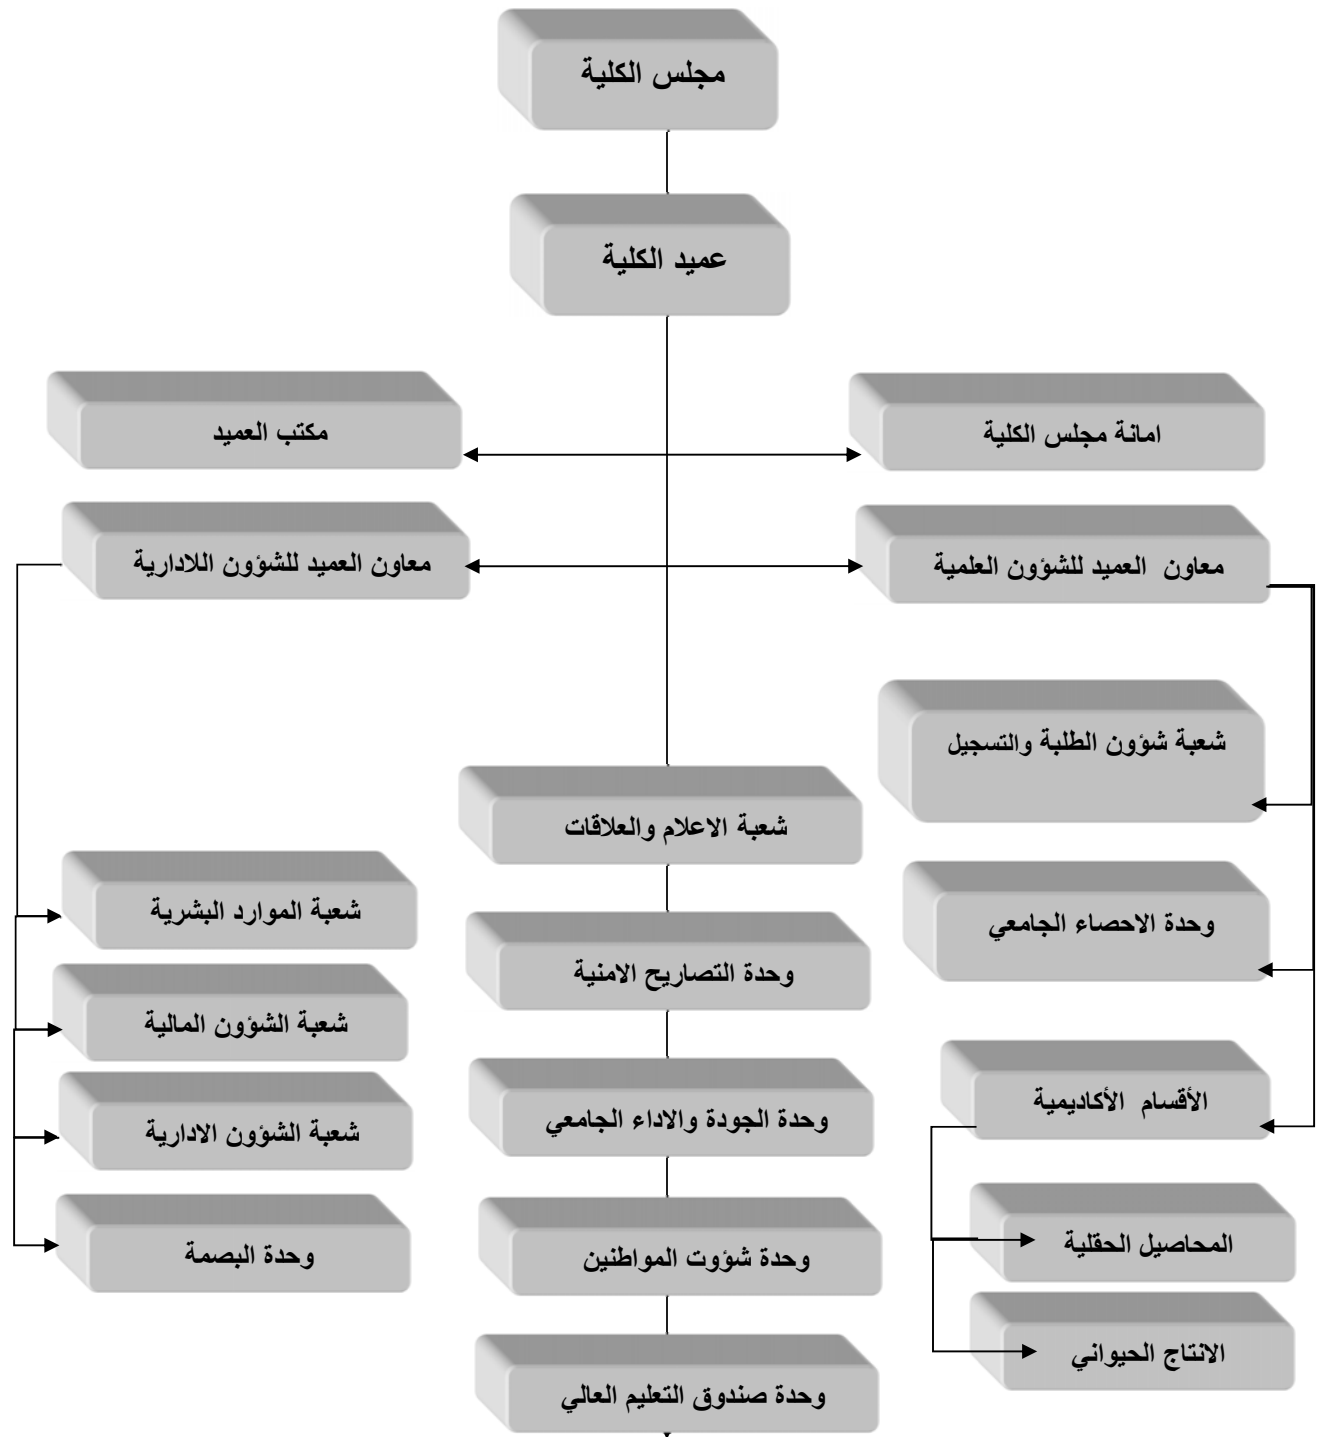 مجلس الكلية
عميد الكلية
امانة مجلس الكلية
مكتب العميد
معاون العميد للشؤون العلمية
معاون العميد للشؤون اللادارية
شعبة شؤون الطلبة والتسجيل
وحدة الاحصاء الجامعي
الأقسام الأكاديمية
المحاصيل الحقلية
الانتاج الحيواني
شعبة الاعلام والعلاقات
وحدة التصاريح الامنية
وحدة الجودة والاداء الجامعي
وحدة شؤوت المواطنين
وحدة صندوق التعليم العالي
شعبة الموارد البشرية
شعبة الشؤون المالية
شعبة الشؤون الادارية
وحدة البصمة